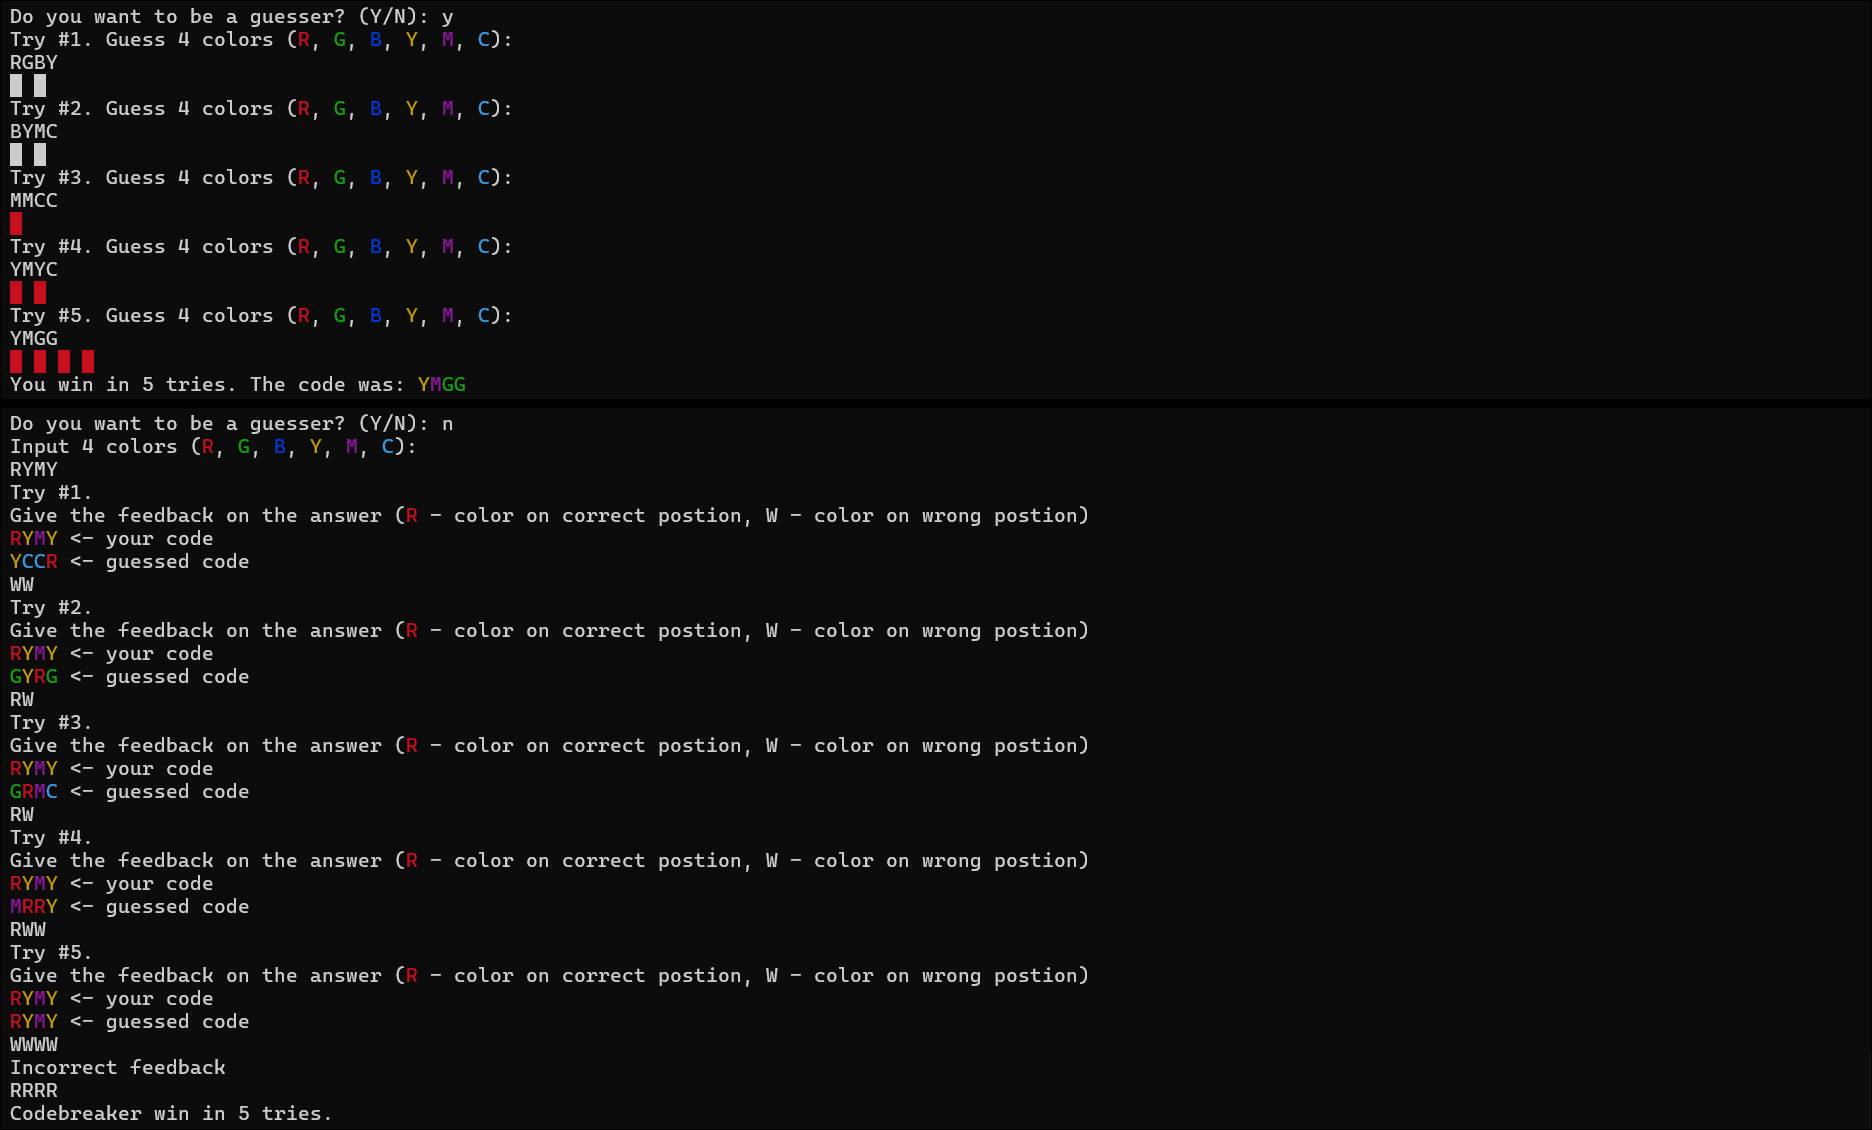 Do you want to be a guesser? (Y/N): y
Try #1. Guess 4 colors (R, G, B, Y, M, C):
RGBY
Try #2. Guess 4 colors (R, G, B, Y, M, C):
BYMC
Try #3. Guess 4 colors (R, G, B, Y, M, C):
MMCC
Try #4. Guess 4 colors (R, G, B, Y, M, C):
YMYC
Try #5. Guess 4 colors (R, G, B, Y, M, C):
YMGG
You win in 5 tries. The code was: YMGG
Do you want to be a guesser? (Y/N): n
Input 4 colors (R, G, B, Y, M, C):
RYMY
Try #1.
Give the feedback on the answer (R - color on correct postion, W - color on wrong postion)
RYMY <- your code
YCCR <- guessed code
WW
Try #2.
Give the feedback on the answer (R - color on correct postion, W - color on wrong postion)
RYMY <- your code
GYRG <- guessed code
RW
Try #3.
Give the feedback on the answer (R - color on correct postion, W - color on wrong postion)
RYMY <- your code
GRMC <- guessed code
RW
Try #4.
Give the feedback on the answer (R - color on correct postion, W - color on wrong postion)
RYMY <- your code
MRRY <- guessed code
RWW
Try #5.
Give the feedback on the answer (R - color on correct postion, W - color on wrong postion)
RYMY <- your code
RYMY <- guessed code
WWWW
Incorrect feedback
RRRR
Codebreaker win in 5 tries.